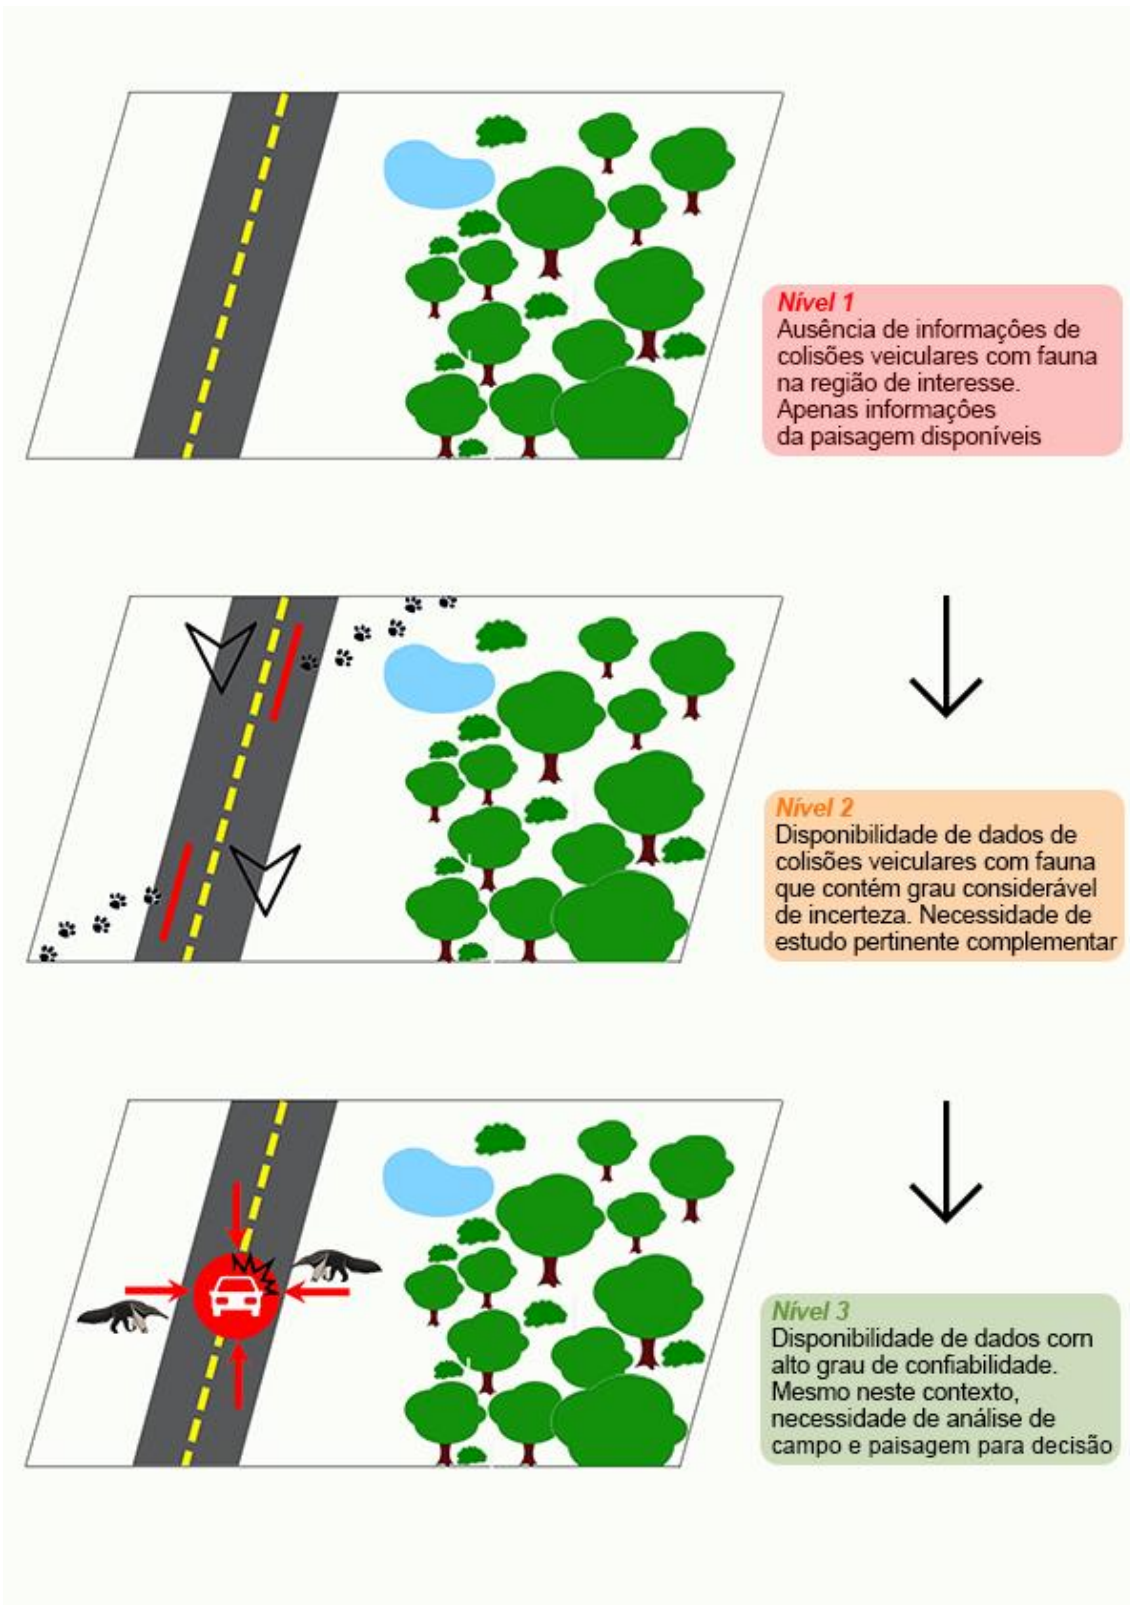 Nível 1
Ausência de informações de
colisões veiculares com fauna
na região de interesse.
Apenas informações
da paisagem disponíveis
Nível 2
Disponibilidade de dados de
colisões veiculares com fauna
que contém grau considerável
de incerteza. Necessidade de
estudo pertinente complementar
Nível 3
Disponibilidade de dados com
alto grau de confiabilidade.
Mesmo neste contexto,
necessidade de análise de
campo e paisagem para decisão